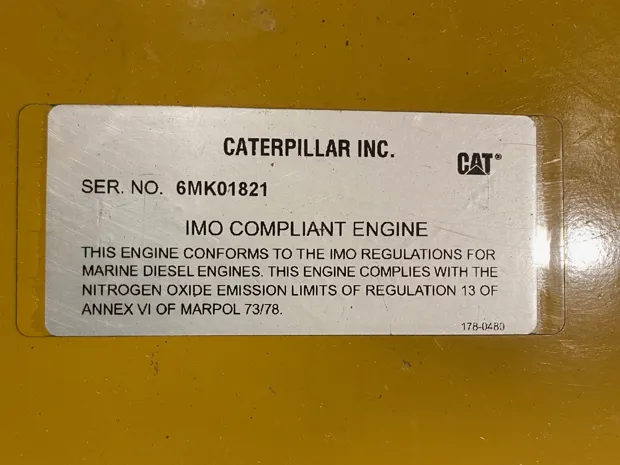 CATERPILLAR INC.
CAT®
SER. NO. 6MK01821
IMO COMPLIANT ENGINE
THIS ENGINE CONFORMS TO THE IMO REGULATIONS FOR
MARINE DIESEL ENGINES. THIS ENGINE COMPLIES WITH THE
NITROGEN OXIDE EMISSION LIMITS OF REGULATION 13 OF
ANNEX VI OF MARPOL 73/78.
178-0480